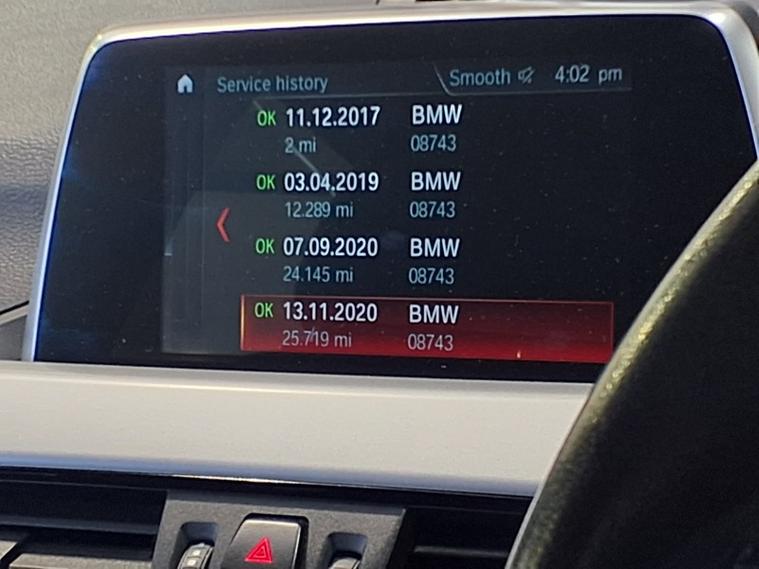 Service history
Smooth 4:02 pm
OK 11.12.2017 BMW
2 mi 08743
OK 03.04.2019 BMW
12.289 mi 08743
OK 07.09.2020 BMW
24.145 mi 08743
OK 13.11.2020 BMW
25.719 mi 08743